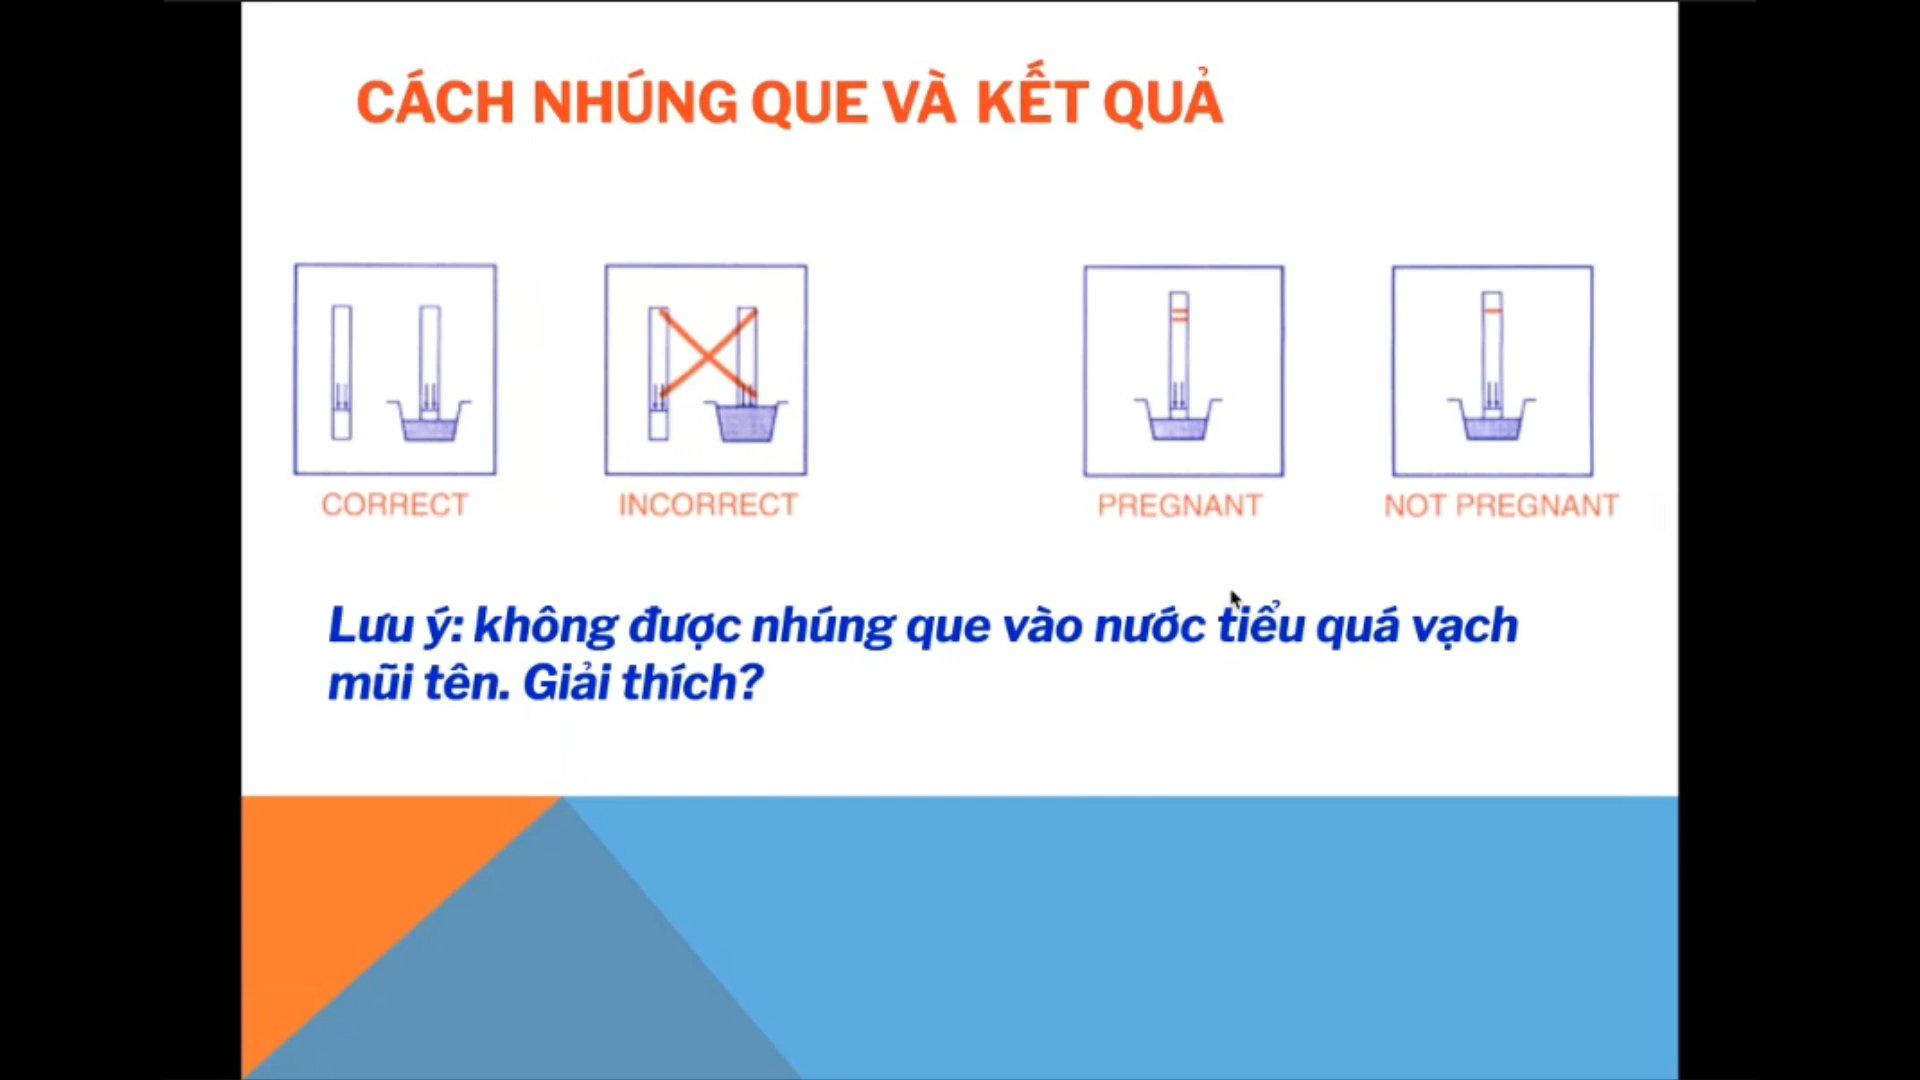 CÁCH NHÚNG QUE VÀ KẾT QUẢ
CORRECT
INCORRECT
PREGNANT
NOT PREGNANT
Lưu ý: không được nhúng que vào nước tiểu quá vạch
mũi tên. Giải thích?